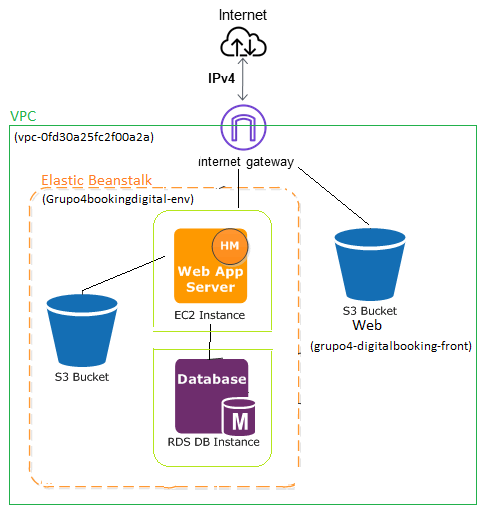 Internet
IPv4
VPC
(vpc-0fd30a25fc2f00a2a)
internet gateway
Elastic Beanstalk
(Grupo4bookingdigital-env)
HM
Web App
Server
EC2 Instance
S3 Bucket
S3 Bucket
Web
(grupo4-digitalbooking-front)
Database
M
RDS DB Instance